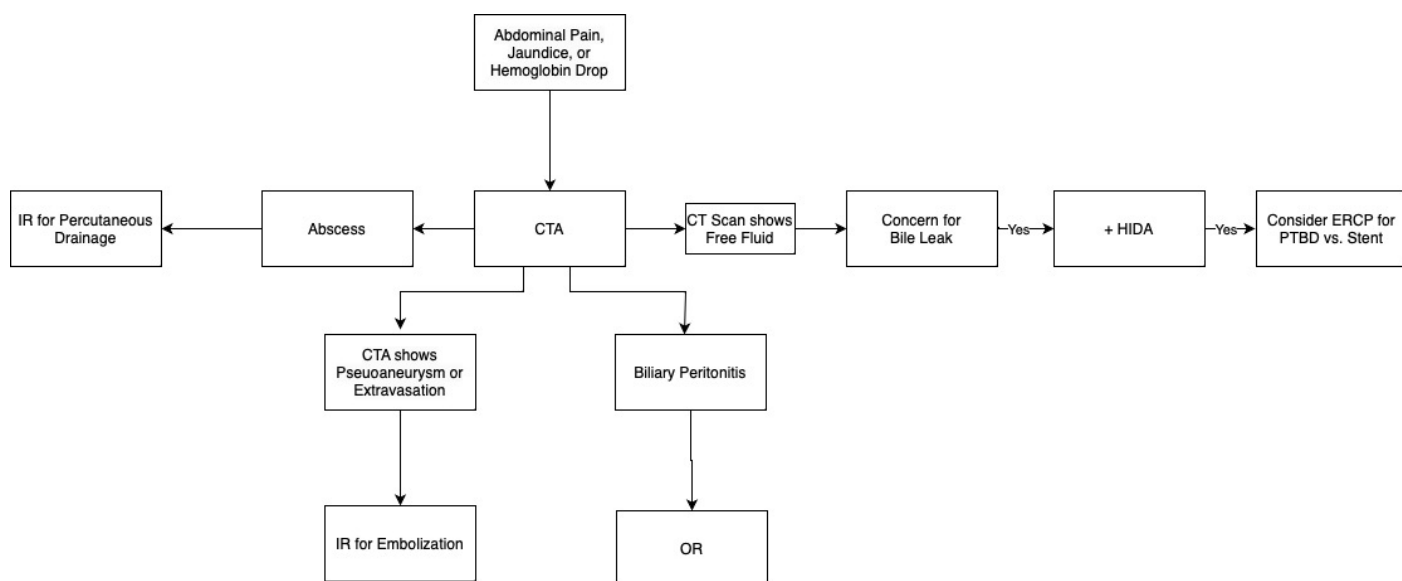 Abdominal Pain,
Jaundice, or
Hemoglobin Drop
IR for Percutaneous
Drainage
Abscess
CTA
CT Scan shows
Free Fluid
Concern for
Bile Leak
Yes
+ HIDA
Yes
Consider ERCP for
PTBD vs. Stent
CTA shows
Pseuoaneurysm or
Extravasation
Biliary Peritonitis
IR for Embolization
OR